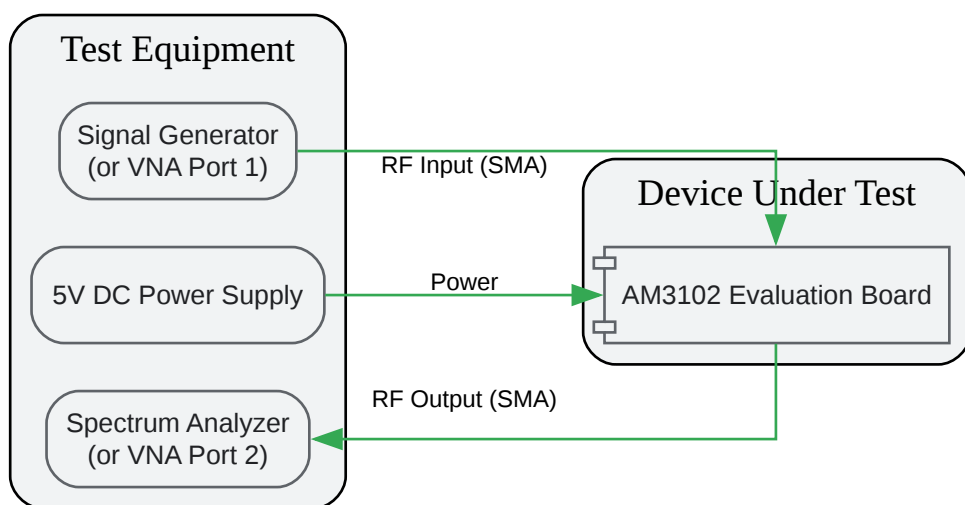 Test Equipment
Signal Generator
(or VNA Port 1)
RF Input (SMA)
Device Under Test
5V DC Power Supply
Power
AM3102 Evaluation Board
Spectrum Analyzer
(or VNA Port 2)
RF Output (SMA)